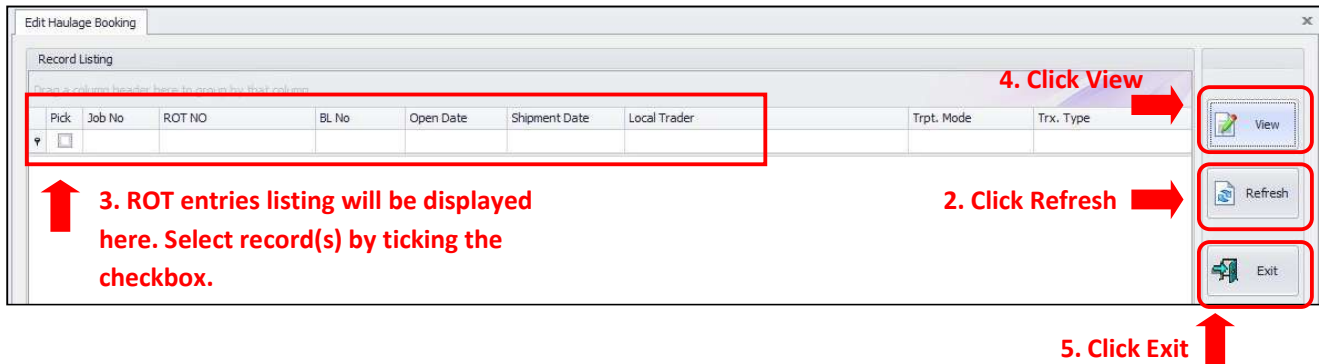 Edit Haulage Booking
x
Record Listing
4. Click View
Drag a column header here to group by that column
Pick Job No ROT NO BL No Open Date Shipment Date Local Trader Trpt. Mode Trx. Type
View
3. ROT entries listing will be displayed
here. Select record(s) by ticking the
checkbox.
2. Click Refresh
Refresh
Exit
5. Click Exit